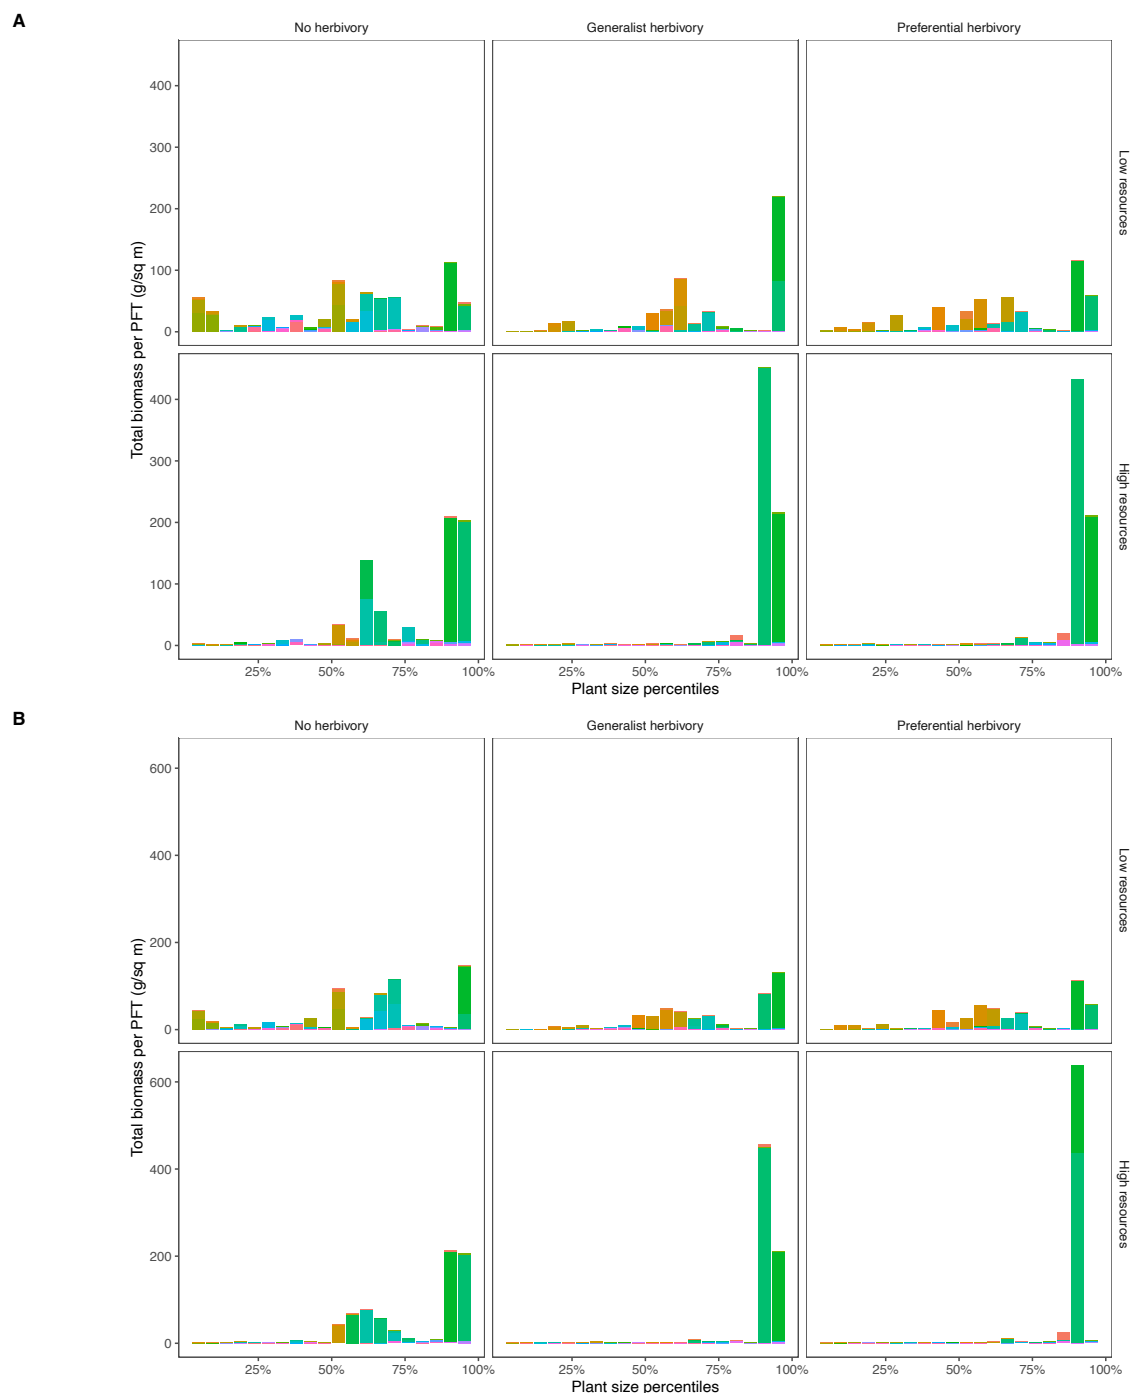 A
No herbivory Generalist herbivory Preferential herbivory
400
300
200
100
0
Low resources
400
300
200
100
0
High resources
Total biomass per PFT (g/sq m)
25% 50% 75% 100% 25% 50% 75% 100% 25% 50% 75% 100%
Plant size percentiles
B
No herbivory Generalist herbivory Preferential herbivory
600
400
200
0
Low resources
600
400
200
0
High resources
Total biomass per PFT (g/sq m)
25% 50% 75% 100% 25% 50% 75% 100% 25% 50% 75% 100%
Plant size percentiles